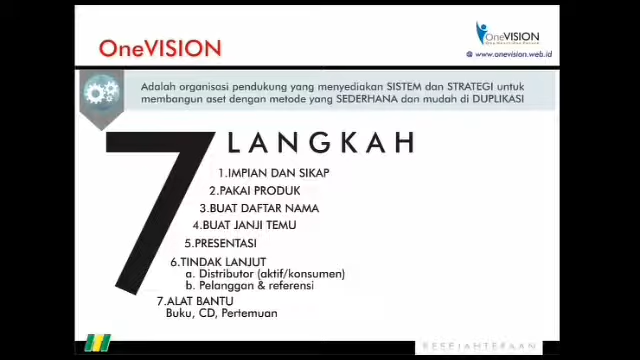 OneVISION
OneVISION
@ www.onevision.web.id
Adalah organisasi pendukung yang menyediakan SISTEM dan STRATEGI untuk
membangun aset dengan metode yang SEDERHANA dan mudah di DUPLIKASI
7 LANGKAH
1.IMPIAN DAN SIKAP
2.PAKAI PRODUK
3.BUAT DAFTAR NAMA
4.BUAT JANJI TEMU
5.PRESENTASI
6.TINDAK LANJUT
a. Distributor (aktif/konsumen)
b. Pelanggan & referensi
7.ALAT BANTU
Buku, CD, Pertemuan